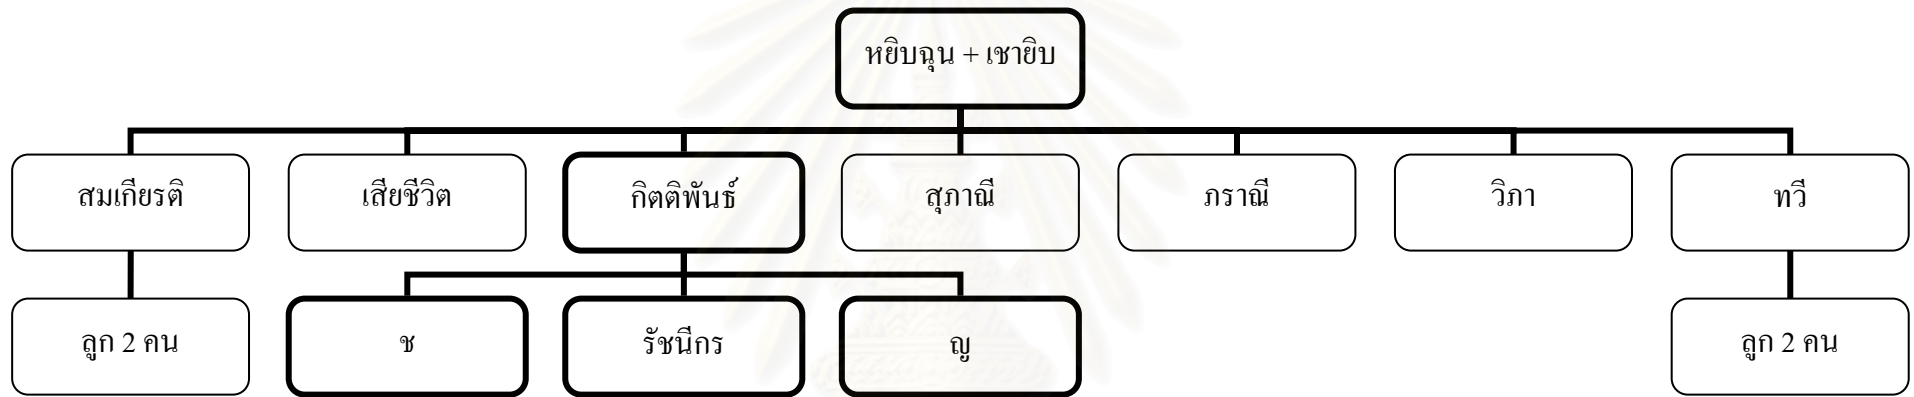 หยิบฉุน + เชายิบ
สมเกียรติ
เสียชีวิต
กิตติพันธ์
สุภาณี
ภราณี
วิภา
ทวี
ลูก 2 คน
ช
รัชนีกร
ญ
ลูก 2 คน